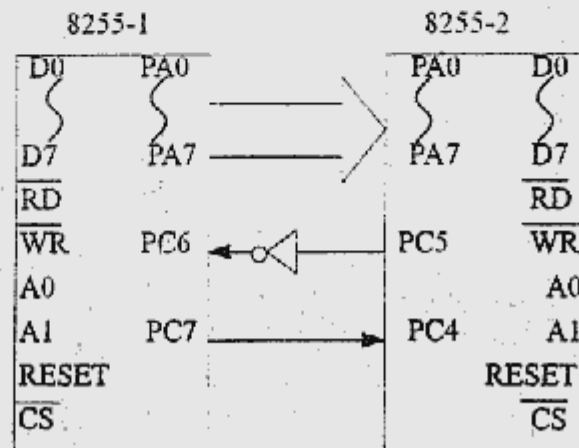 8255-1 8255-2
D0 PA0 PA0 D0
D7 PA7 PA7 D7
RD RD
WR PC6 PC5 WR
A0 A0
A1 PC7 PC4 A1
RESET RESET
CS CS